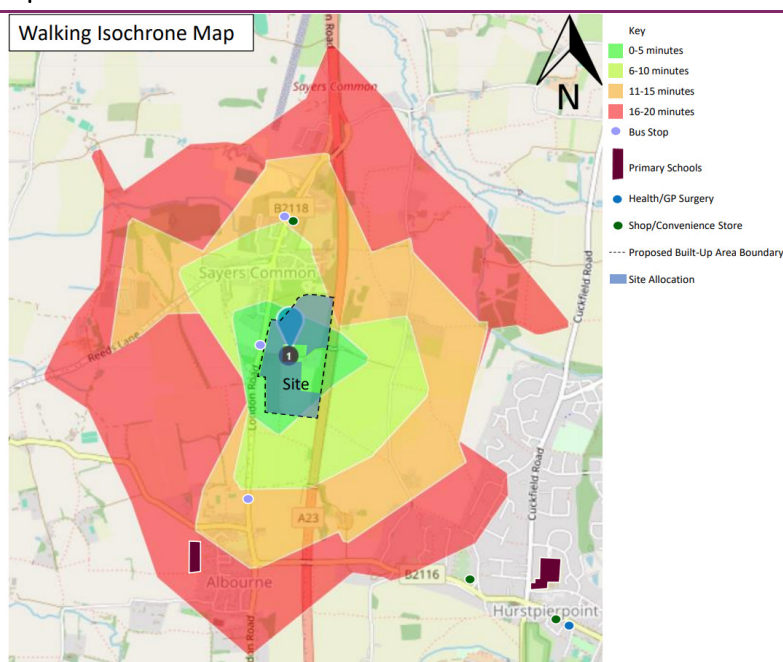 Walking Isochrone Map
Key
0-5 minutes
6-10 minutes
11-15 minutes
16-20 minutes
Bus Stop
Primary Schools
Health/GP Surgery
Shop/Convenience Store
Proposed Built-Up Area Boundary
Site Allocation
N
Road
Sayers Common
B2118
Sayers Common
Cuckfield Road
Reeds Lane
1
Site
London Road
Cuckfield Road
A23
B2116
Albourne
Hurstpierpoint
Road